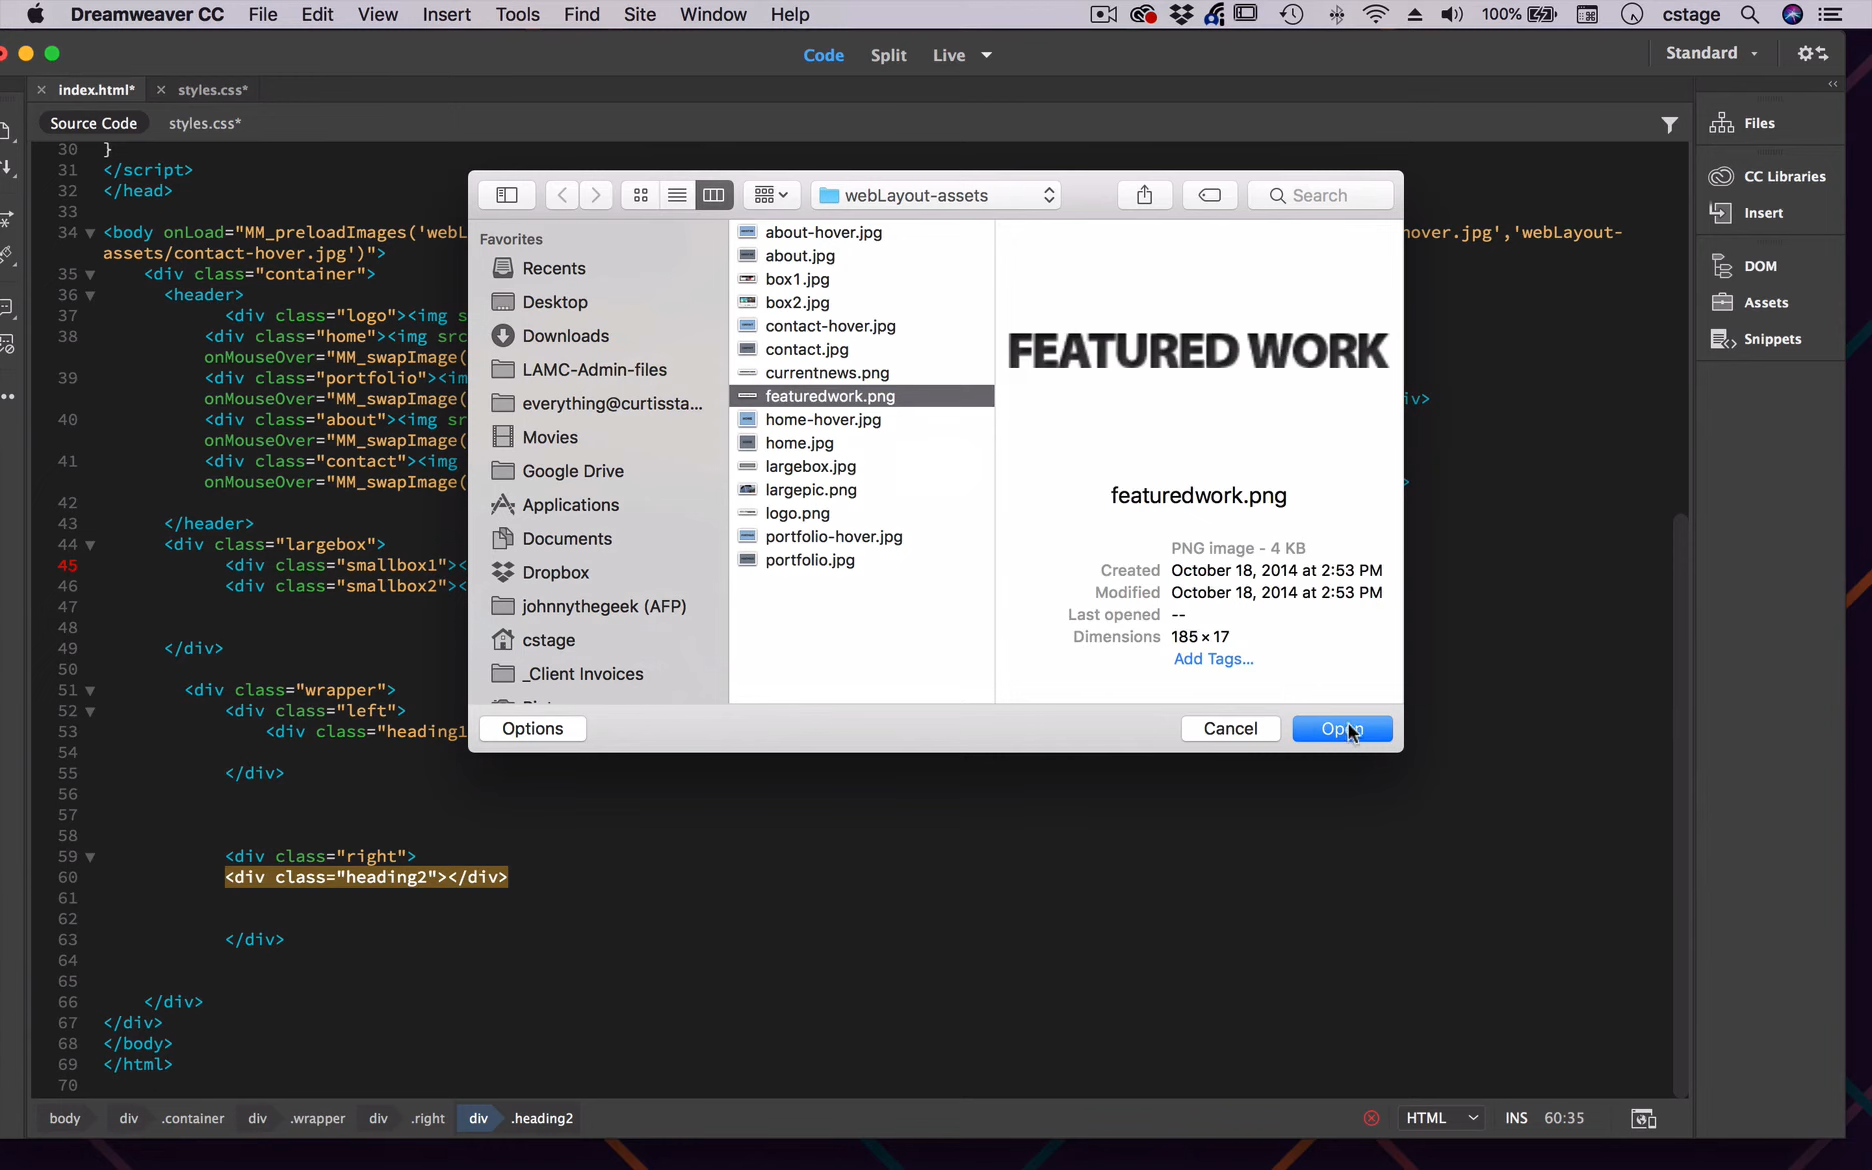 Dreamweaver CC File Edit View Insert Tools Find Site Window Help 100% cstage
Code Split Live Standard
index.html* styles.css*
Source Code styles.css*
Files
CC Libraries
Insert
DOM
Assets
Snippets
30 }
31 </script>
32 </head>
33
34 <body onLoad="MM_preloadImages('webL
hover.jpg','webLayout-
assets/contact-hover.jpg')">
35 <div class="container">
36 <header>
37 <div class="logo"><img s
38 <div class="home"><img src
onMouseOver="MM_swapImage(
39 <div class="portfolio"><im
onMouseOver="MM_swapImage(
iv>
40 <div class="about"><img sr
onMouseOver="MM_swapImage(
41 <div class="contact"><img
onMouseOver="MM_swapImage(
>
42
43 </header>
44 <div class="largebox">
45 <div class="smallbox1"><
46 <div class="smallbox2"><
47
48
49 </div>
50
51 <div class="wrapper">
52 <div class="left">
53 <div class="heading1
54
55 </div>
56
57
58
59 <div class="right">
60 <div class="heading2"></div>
61
62
63 </div>
64
65
66 </div>
67 </div>
68 </body>
69 </html>
70
webLayout-assets Search
Favorites
Recents
Desktop
Downloads
LAMC-Admin-files
everything@curtissta...
Movies
Google Drive
Applications
Documents
Dropbox
johnnythegeek (AFP)
cstage
_Client Invoices
about-hover.jpg
about.jpg
box1.jpg
box2.jpg
contact-hover.jpg
contact.jpg
currentnews.png
featuredwork.png
home-hover.jpg
home.jpg
largebox.jpg
largepic.jpg
logo.png
portfolio-hover.jpg
portfolio.jpg
FEATURED WORK
featuredwork.png
PNG image - 4 KB
Created October 18, 2014 at 2:53 PM
Modified October 18, 2014 at 2:53 PM
Last opened --
Dimensions 185 × 17
Add Tags...
Options Cancel Open
body div .container div .wrapper div .right div .heading2 HTML INS 60:35